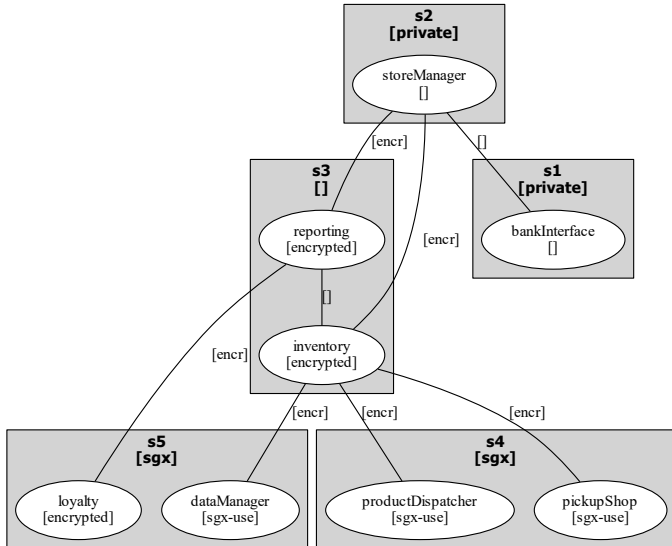 s2
[private]
storeManager
[]
[encr]
[]
s3
[]
s1
[private]
reporting
[encrypted]
bankInterface
[]
[encr]
[]
inventory
[encrypted]
[encr]
[encr]
[encr]
[encr]
s5
[sgx]
s4
[sgx]
loyalty
[encrypted]
dataManager
[sgx-use]
productDispatcher
[sgx-use]
pickupShop
[sgx-use]